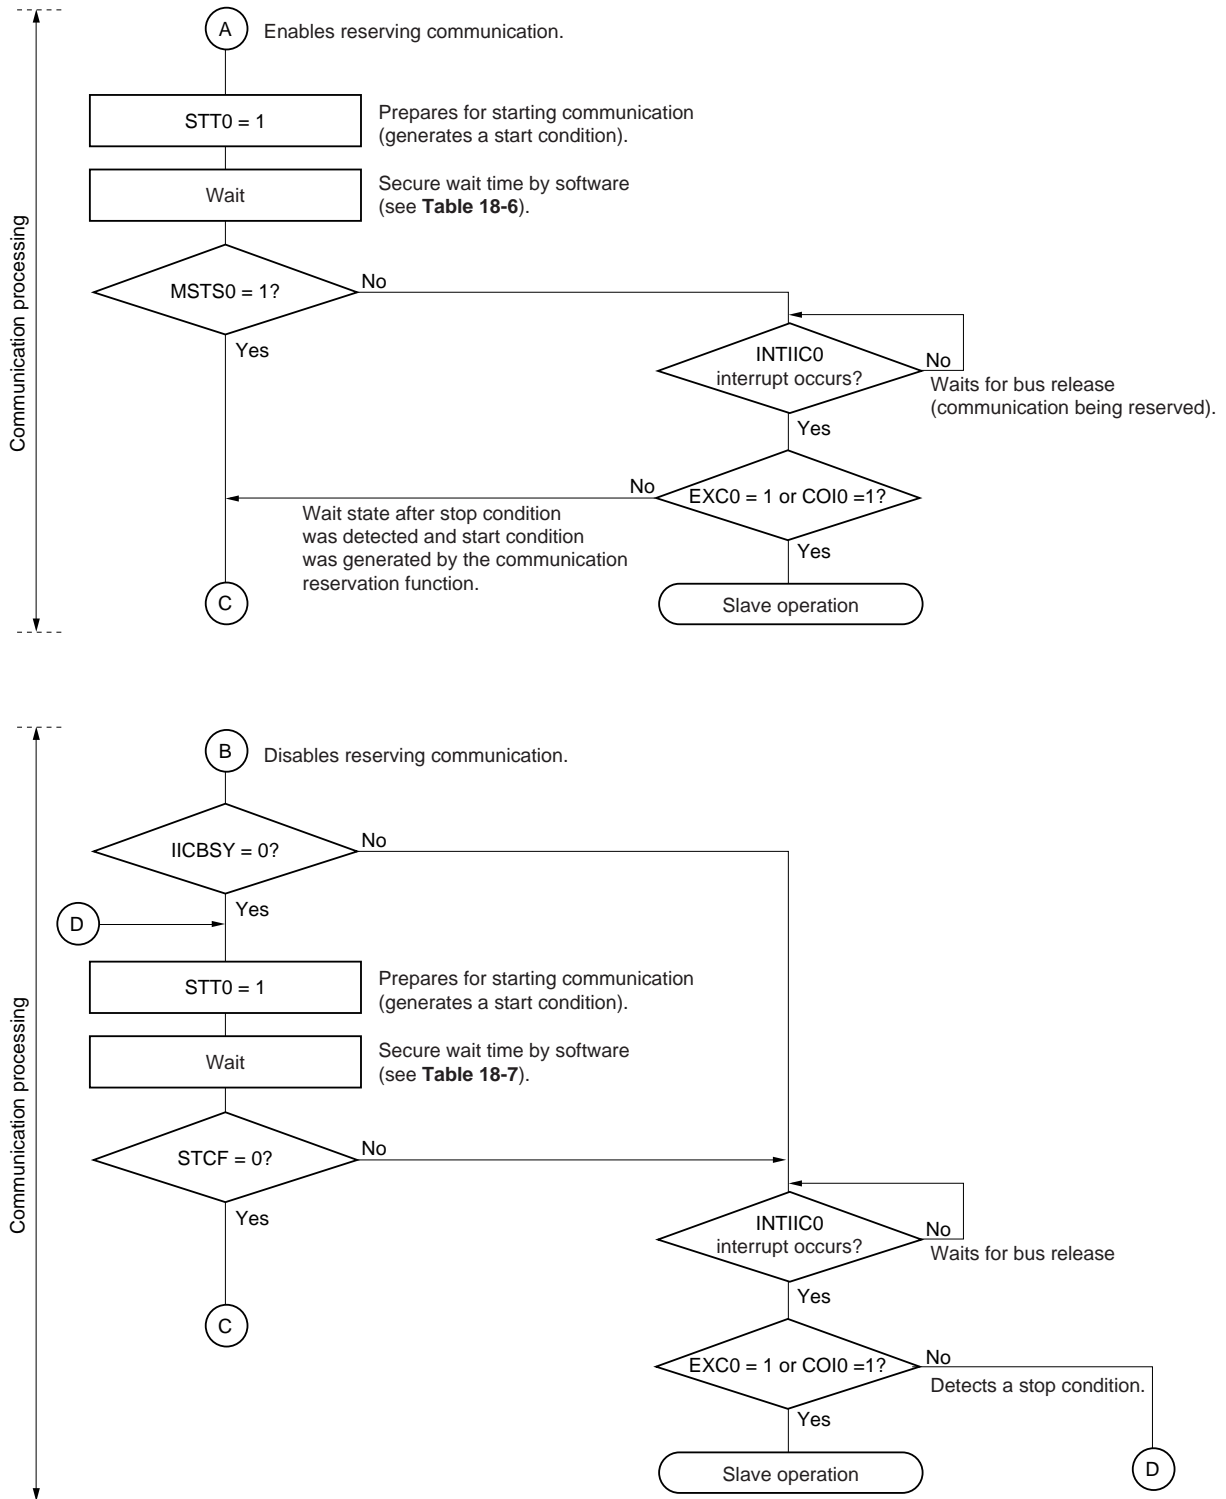 A
Enables reserving communication.
STT0 = 1
Prepares for starting communication
(generates a start condition).
Wait
Secure wait time by software
(see Table 18-6).
Communication processing
MSTS0 = 1?
No
Yes
INTIIC0
interrupt occurs?
No
Waits for bus release
(communication being reserved).
Yes
EXC0 = 1 or COI0 =1?
No
Wait state after stop condition
was detected and start condition
was generated by the communication
reservation function.
Yes
C
Slave operation
B
Disables reserving communication.
IICBSY = 0?
No
Yes
D
STT0 = 1
Prepares for starting communication
(generates a start condition).
Wait
Secure wait time by software
(see Table 18-7).
Communication processing
STCF = 0?
No
Yes
INTIIC0
interrupt occurs?
No
Waits for bus release
Yes
C
EXC0 = 1 or COI0 =1?
No
Detects a stop condition.
Yes
Slave operation
D